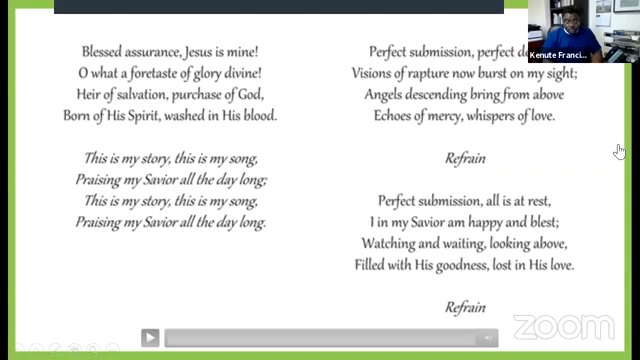 Blessed assurance, Jesus is mine!
O what a foretaste of glory divine!
Heir of salvation, purchase of God,
Born of His Spirit, washed in His blood.
This is my story, this is my song,
Praising my Savior all the day long;
This is my story, this is my song,
Praising my Savior all the day long.
Perfect submission, perfect
Visions of rapture now burst on my sight;
Angels descending bring from above
Echoes of mercy, whispers of love.
Refrain
Perfect submission, all is at rest,
I in my Savior am happy and blest;
Watching and waiting, looking above,
Filled with His goodness, lost in His love.
Refrain
Kenute Franci...
zoom